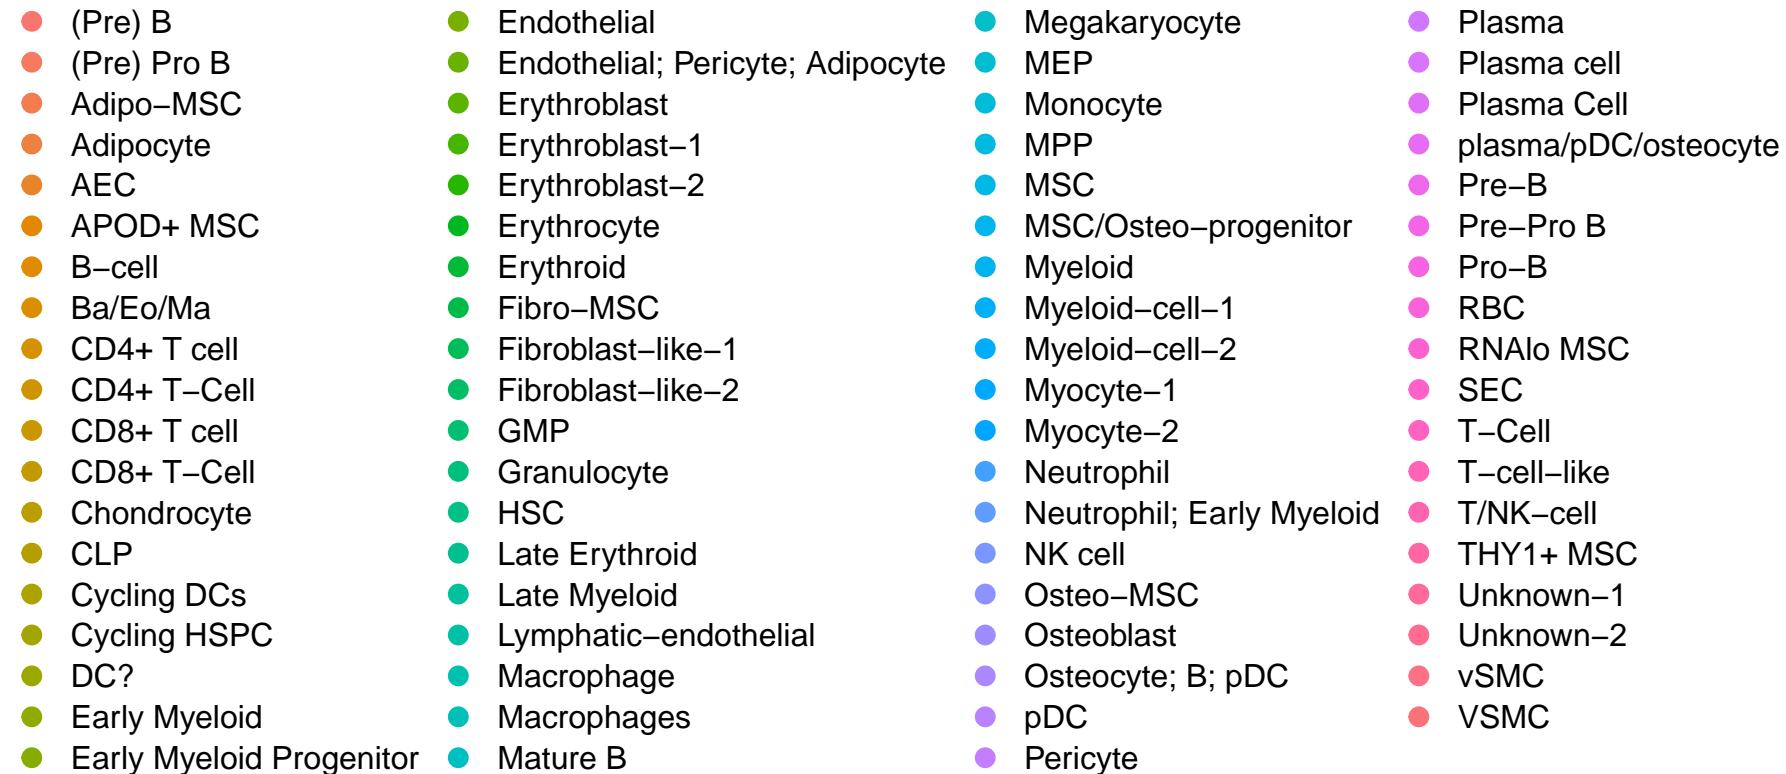 (Pre) B
(Pre) Pro B
Adipo−MSC
Adipocyte
AEC
APOD+ MSC
B−cell
Ba/Eo/Ma
CD4+ T cell
CD4+ T−Cell
CD8+ T cell
CD8+ T−Cell
Chondrocyte
CLP
Cycling DCs
Cycling HSPC
DC?
Early Myeloid
Early Myeloid Progenitor
Endothelial
Endothelial; Pericyte; Adipocyte
Erythroblast
Erythroblast−1
Erythroblast−2
Erythrocyte
Erythroid
Fibro−MSC
Fibroblast−like−1
Fibroblast−like−2
GMP
Granulocyte
HSC
Late Erythroid
Late Myeloid
Lymphatic−endothelial
Macrophage
Macrophages
Mature B
Megakaryocyte
MEP
Monocyte
MPP
MSC
MSC/Osteo−progenitor
Myeloid
Myeloid−cell−1
Myeloid−cell−2
Myocyte−1
Myocyte−2
Neutrophil
Neutrophil; Early Myeloid
NK cell
Osteo−MSC
Osteoblast
Osteocyte; B; pDC
pDC
Pericyte
Plasma
Plasma cell
Plasma Cell
plasma/pDC/osteocyte
Pre−B
Pre−Pro B
Pro−B
RBC
RNAlo MSC
SEC
T−Cell
T−cell−like
T/NK−cell
THY1+ MSC
Unknown−1
Unknown−2
vSMC
VSMC